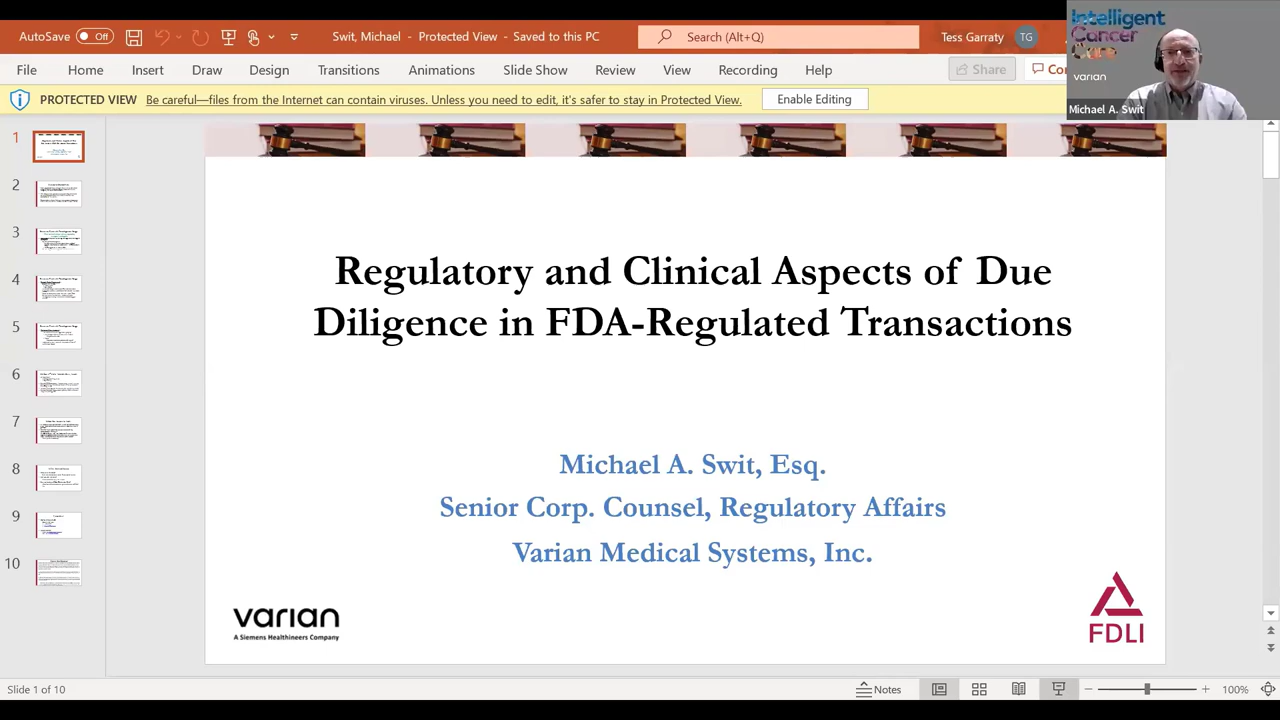 AutoSave Off Swit, Michael - Protected View - Saved to this PC Search (Alt+Q) Tess Garraty TG
Intelligent
Cancer
Care
varian
Michael A. Swit
File Home Insert Draw Design Slide Show Transitions Animations Review View Recording Help Share
PROTECTED VIEW Be careful—files from the Internet can contain viruses. Unless you need to edit, it's safer to stay in Protected View. Enable Editing
1
2
3
4
5
6
7
8
9
10
Regulatory and Clinical Aspects of Due
Diligence in FDA-Regulated Transactions
Michael A. Swit, Esq.
Senior Corp. Counsel, Regulatory Affairs
Varian Medical Systems, Inc.
varian
A Siemens Healthineers Company
FDLI
Slide 1 of 10 Notes 100%